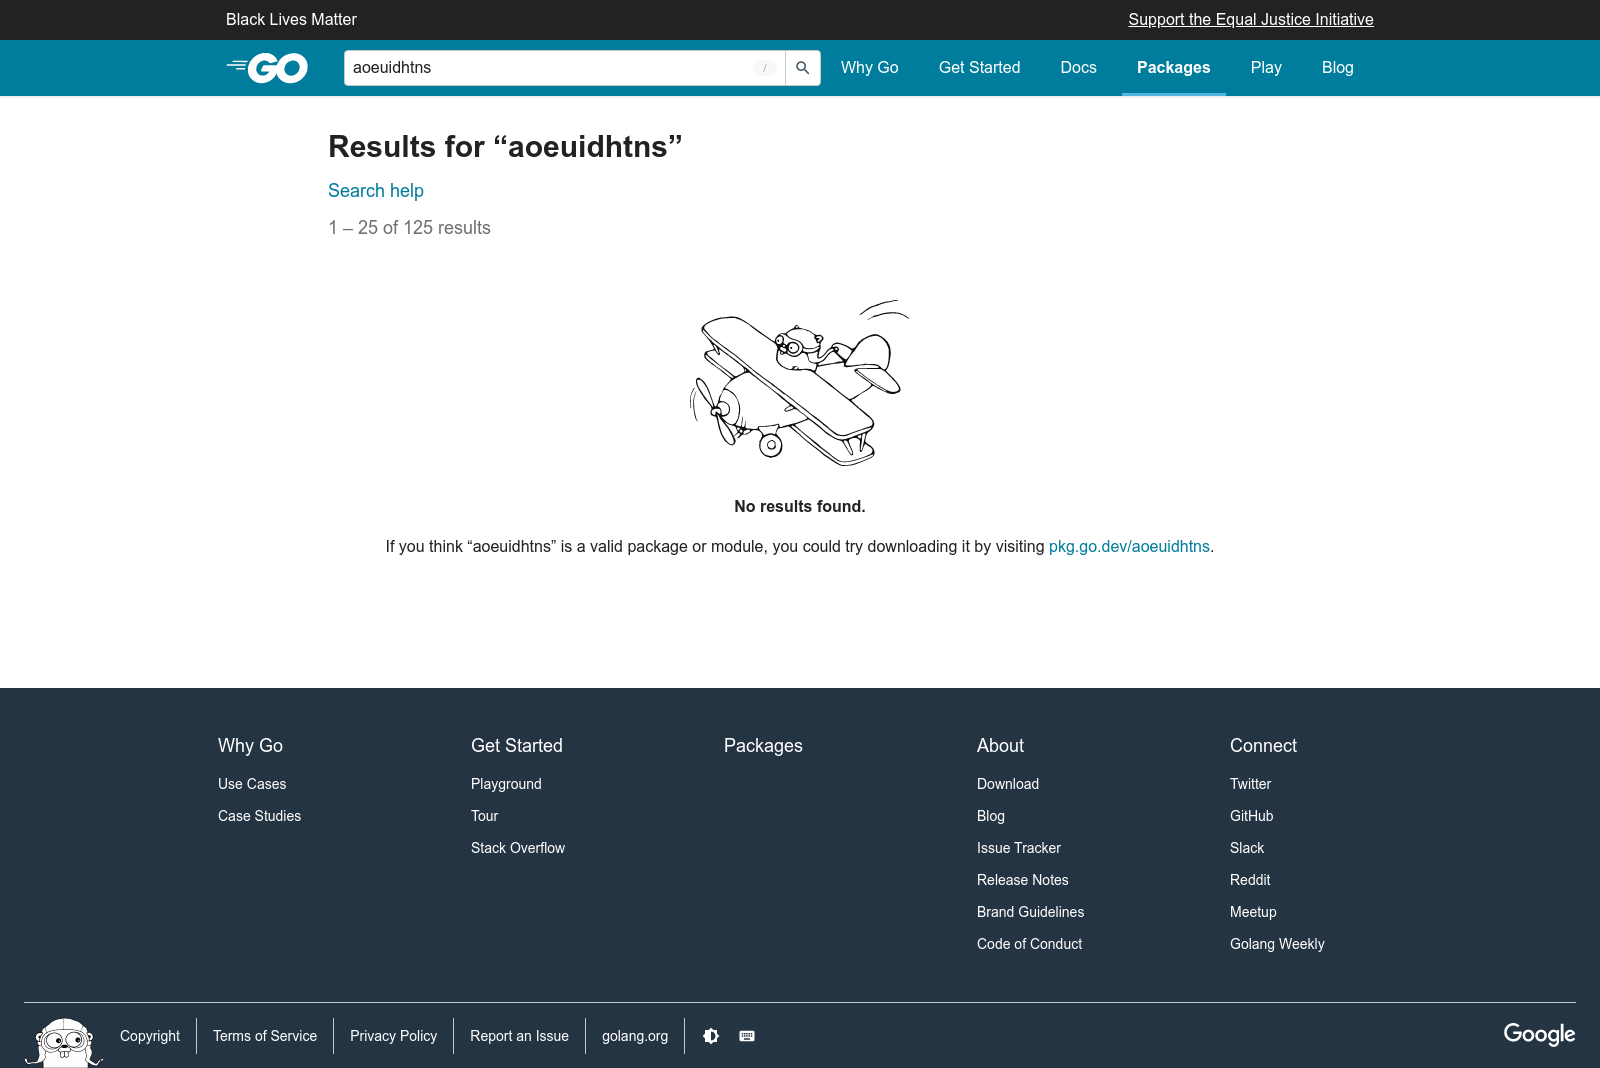 Black Lives Matter
Support the Equal Justice Initiative
GO
aoeuidhtns
/
Why Go
Get Started
Docs
Packages
Play
Blog
Results for “aoeuidhtns”
Search help
1 – 25 of 125 results
No results found.
If you think “aoeuidhtns” is a valid package or module, you could try downloading it by visiting pkg.go.dev/aoeuidhtns.
Why Go
Use Cases
Case Studies
Get Started
Playground
Tour
Stack Overflow
Packages
About
Download
Blog
Issue Tracker
Release Notes
Brand Guidelines
Code of Conduct
Connect
Twitter
GitHub
Slack
Reddit
Meetup
Golang Weekly
Copyright
Terms of Service
Privacy Policy
Report an Issue
golang.org
Google